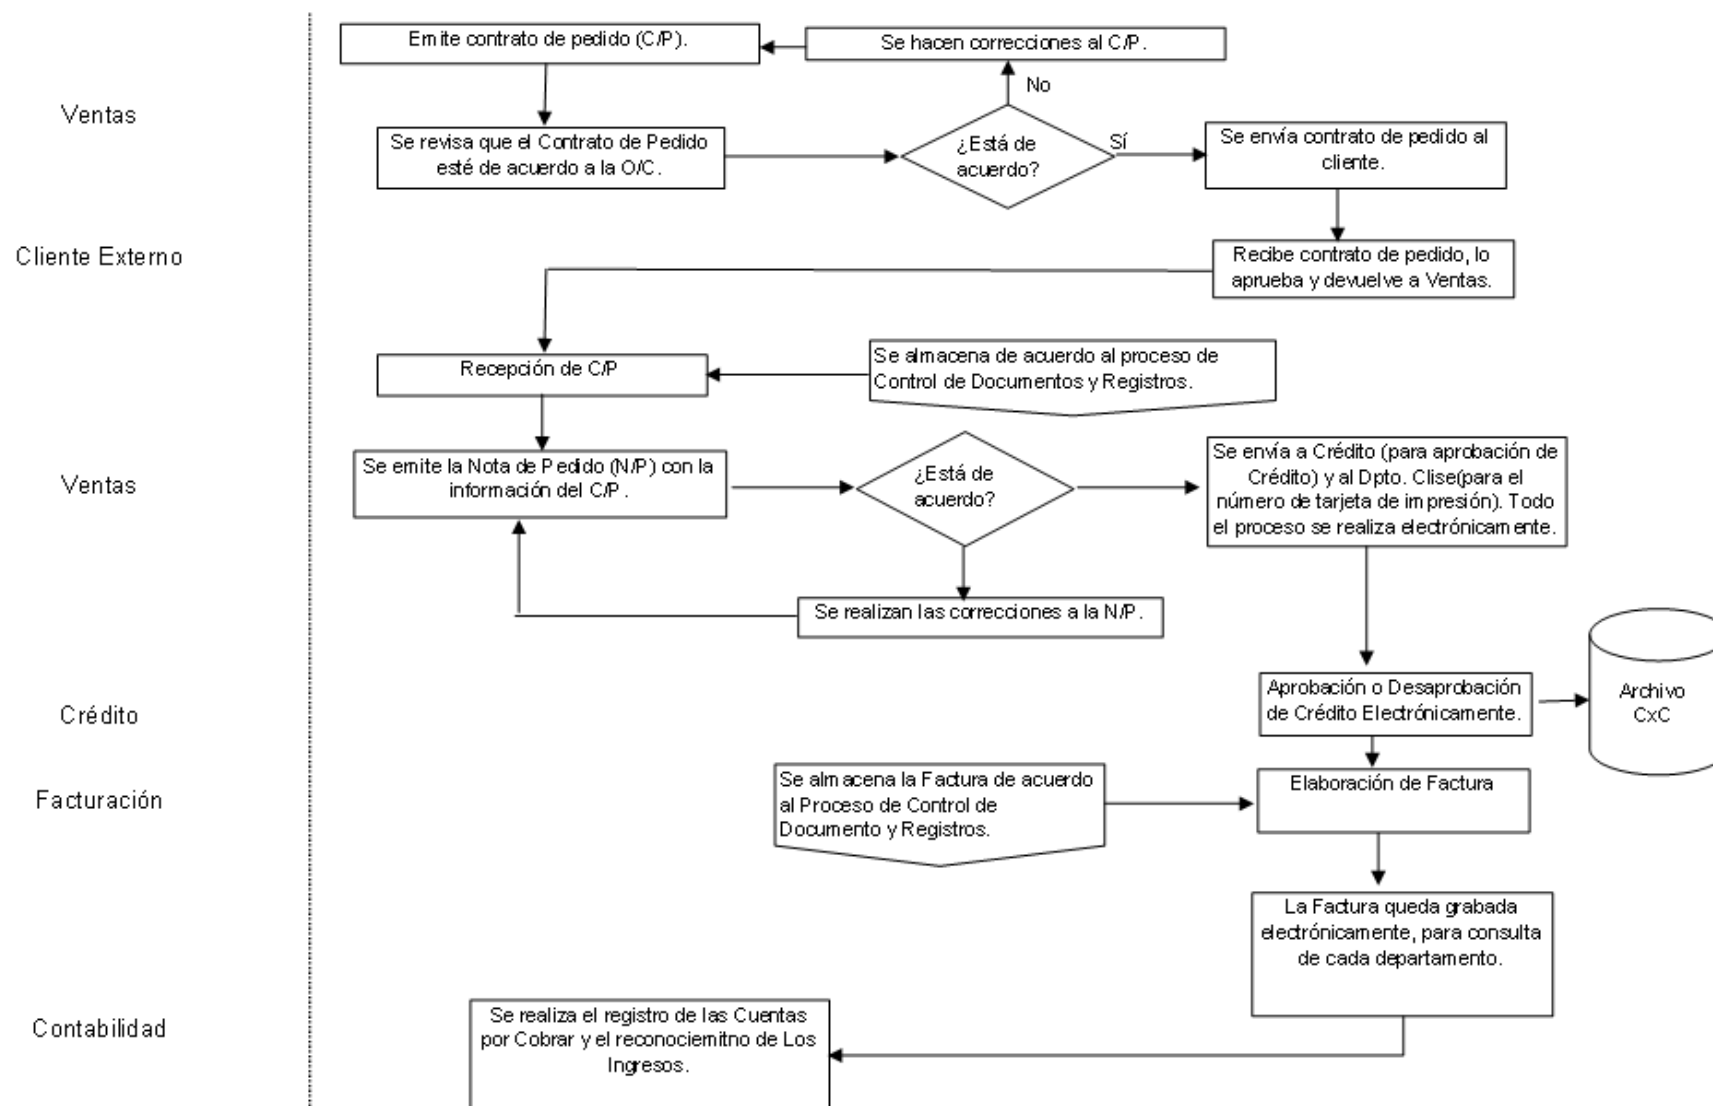 Emite contrato de pedido (C/P).
Se hacen correcciones al C/P.
No
Ventas
Se revisa que el Contrato de Pedido
esté de acuerdo a la O/C.
¿Está de
acuerdo?
Sí
Se envía contrato de pedido al
cliente.
Cliente Externo
Recibe contrato de pedido, lo
aprueba y devuelve a Ventas.
Recepción de C/P
Se almacena de acuerdo al proceso de
Control de Documentos y Registros.
Ventas
Se emite la Nota de Pedido (N/P) con la
información del C/P.
¿Está de
acuerdo?
Se envía a Crédito (para aprobación de
Crédito) y al Dpto. Clise(para el
número de tarjeta de impresión). Todo
el proceso se realiza electrónicamente.
Se realizan las correcciones a la N/P.
Crédito
Aprobación o Desaprobación
de Crédito Electrónicamente.
Archivo
CxC
Facturación
Se almacena la Factura de acuerdo
al Proceso de Control de
Documento y Registros.
Elaboración de Factura
La Factura queda grabada
electrónicamente, para consulta
de cada departamento.
Contabilidad
Se realiza el registro de las Cuentas
por Cobrar y el reconociemitno de Los
Ingresos.